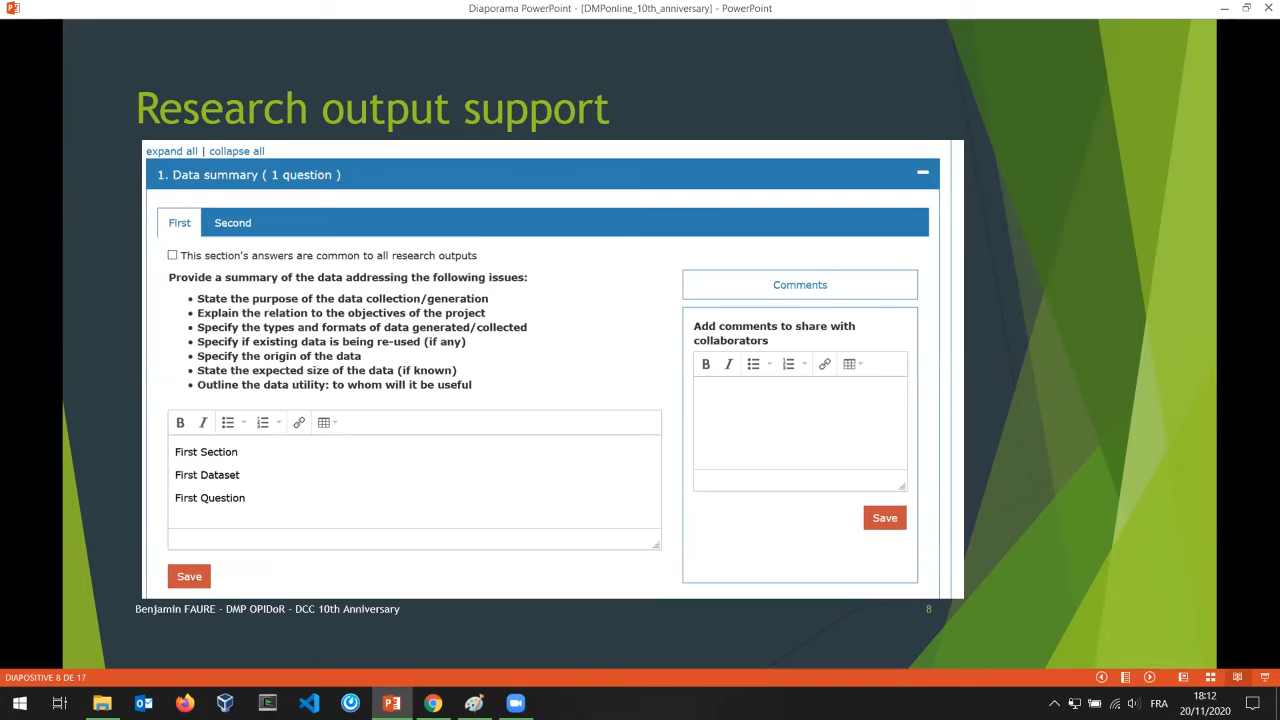 Diaporama PowerPoint - [DMPonline_10th_anniversary] - PowerPoint
Research output support
expand all | collapse all
1. Data summary ( 1 question )
First Second
This section's answers are common to all research outputs
Provide a summary of the data addressing the following issues:
• State the purpose of the data collection/generation
• Explain the relation to the objectives of the project
• Specify the types and formats of data generated/collected
• Specify if existing data is being re-used (if any)
• Specify the origin of the data
• State the expected size of the data (if known)
• Outline the data utility: to whom will it be useful
B I
First Section
First Dataset
First Question
Save
Comments
Add comments to share with
collaborators
B I
Save
Benjamin FAURE - DMP OPIDoR - DCC 10th Anniversary
8
DIAPOSITIVE 8 DE 17
FRA
18:12
20/11/2020